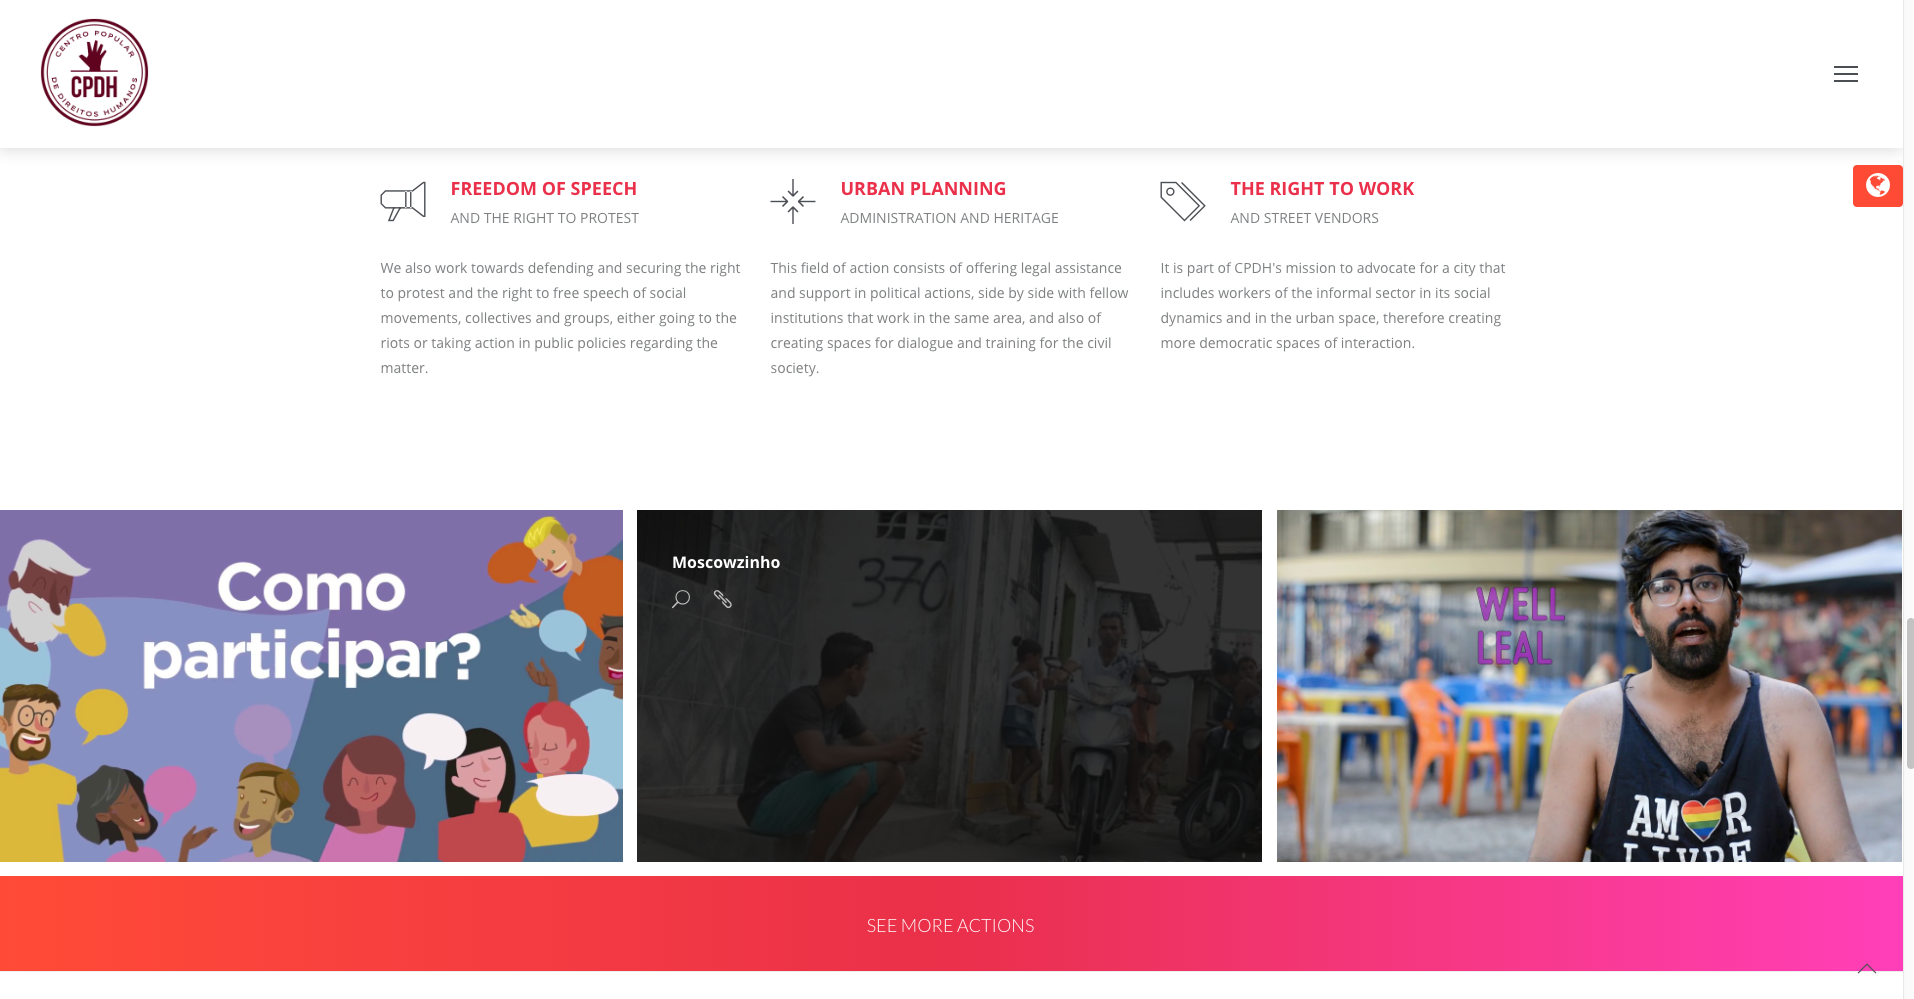 CENTRO POPULAR
CPDH
DE DIREITOS HUMANOS
FREEDOM OF SPEECH
AND THE RIGHT TO PROTEST
We also work towards defending and securing the right
to protest and the right to free speech of social
movements, collectives and groups, either going to the
riots or taking action in public policies regarding the
matter.
URBAN PLANNING
ADMINISTRATION AND HERITAGE
This field of action consists of offering legal assistance
and support in political actions, side by side with fellow
institutions that work in the same area, and also of
creating spaces for dialogue and training for the civil
society.
THE RIGHT TO WORK
AND STREET VENDORS
It is part of CPDH's mission to advocate for a city that
includes workers of the informal sector in its social
dynamics and in the urban space, therefore creating
more democratic spaces of interaction.
Como
participar?
Moscowzinho
370
WELL
LEAL
AMOR
LIVRE
SEE MORE ACTIONS